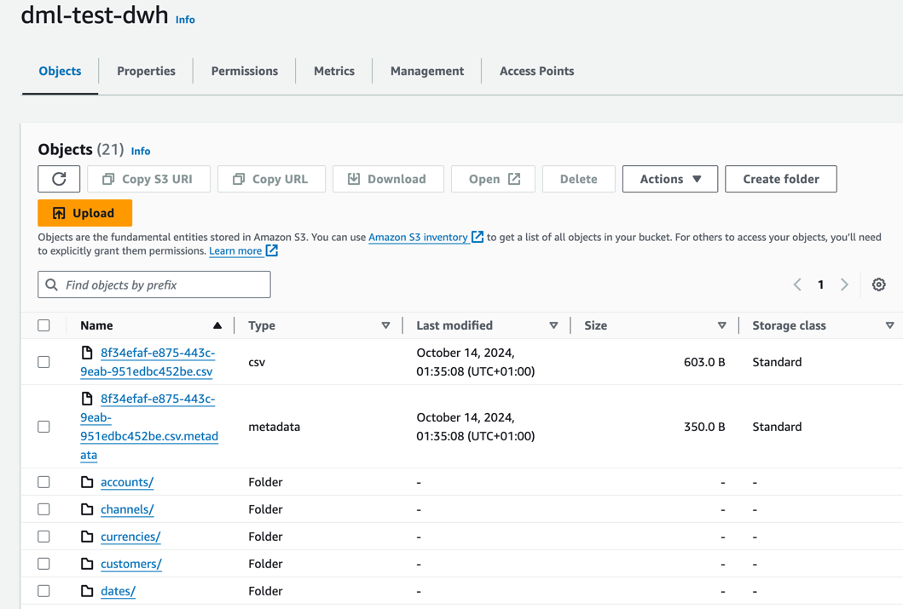 dml-test-dwh Info
Objects Properties Permissions Metrics Management Access Points
Objects (21) Info
Copy S3 URI Copy URL Download Open Delete Actions Create folder
Upload
Objects are the fundamental entities stored in Amazon S3. You can use Amazon S3 inventory to get a list of all objects in your bucket. For others to access your objects, you'll need
to explicitly grant them permissions. Learn more
Find objects by prefix 1
Name Type Last modified Size Storage class
8f34efaf-e875-443c- October 14, 2024,
9eab-951edbc452be.csv csv 01:35:08 (UTC+01:00) 603.0 B Standard
8f34efaf-e875-443c-
9eab- October 14, 2024,
951edbc452be.csv.metad metadata 01:35:08 (UTC+01:00) 350.0 B Standard
ata
accounts/ Folder - - -
channels/ Folder - - -
currencies/ Folder - - -
customers/ Folder - - -
dates/ Folder - - -